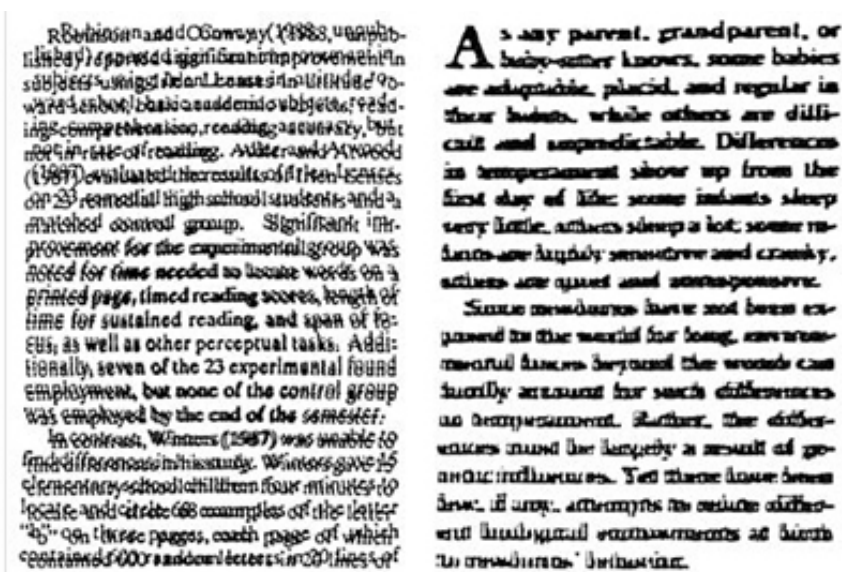 Robinson and (1988, unpub-
lished) reported significant improvement in
subjects using Irlen lenses in attitude to-
ward school, basic academic subjects, read-
ing comprehension, reading accuracy, but
not in rate of reading. Adler and Atwood
(1987) evaluated the results of Irlen lenses
on 23 remedial high school students and a
matched control group. Significant im-
provement for the experimental group was
noted for time needed to locate words on a
printed page, timed reading scores, length of
time for sustained reading, and span of fo-
cus, as well as other perceptual tasks. Addi-
tionally, seven of the 23 experimental found
employment, but none of the control group
was employed by the end of the semester.
In contrast, Winters (1987) was unable to
find differences in his study. Winters gave 15
elementary school children four minutes to
locate and circle 668 examples of the letter
"b" on three pages, each page of which
contained 600 random letters in 20 lines of
As any parent, grandparent, or
baby-sitter knows, some babies
are adaptable, placid, and regular in
their habits, while others are diffi-
cult and unpredictable. Differences
in temperament show up from the
first day of life: some infants sleep
very little, others sleep a lot; some in-
fants are highly sensitive and cranky,
others are quiet and
Some newborns have not been ex-
posed to the world for long, environ-
mental forces beyond the womb can
hardly account for such differences
in temperament. Rather, the differ-
ences must be largely a result of ge-
netic influences. Yet there have been
few, if any, attempts to
at birth
to newborns' behavior.